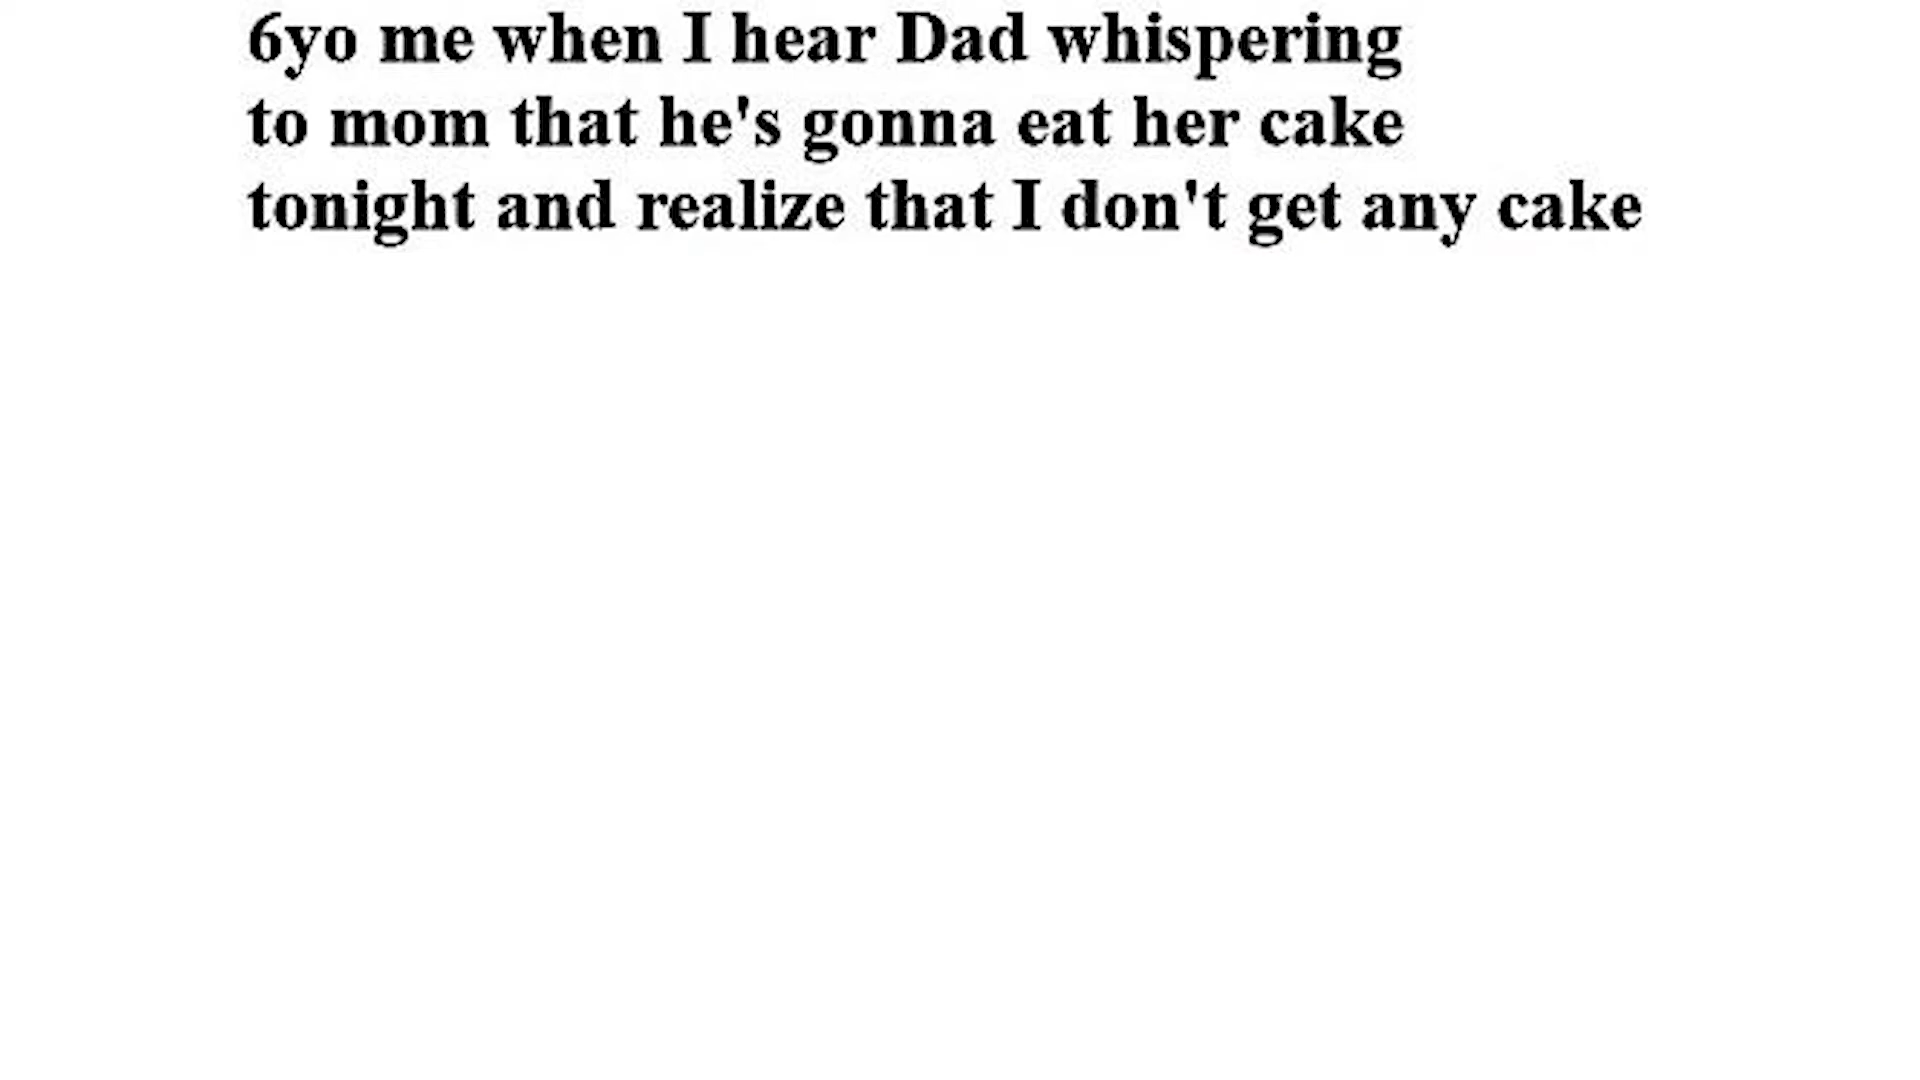 6yo me when I hear Dad whispering
to mom that he's gonna eat her cake
tonight and realize that I don't get any cake